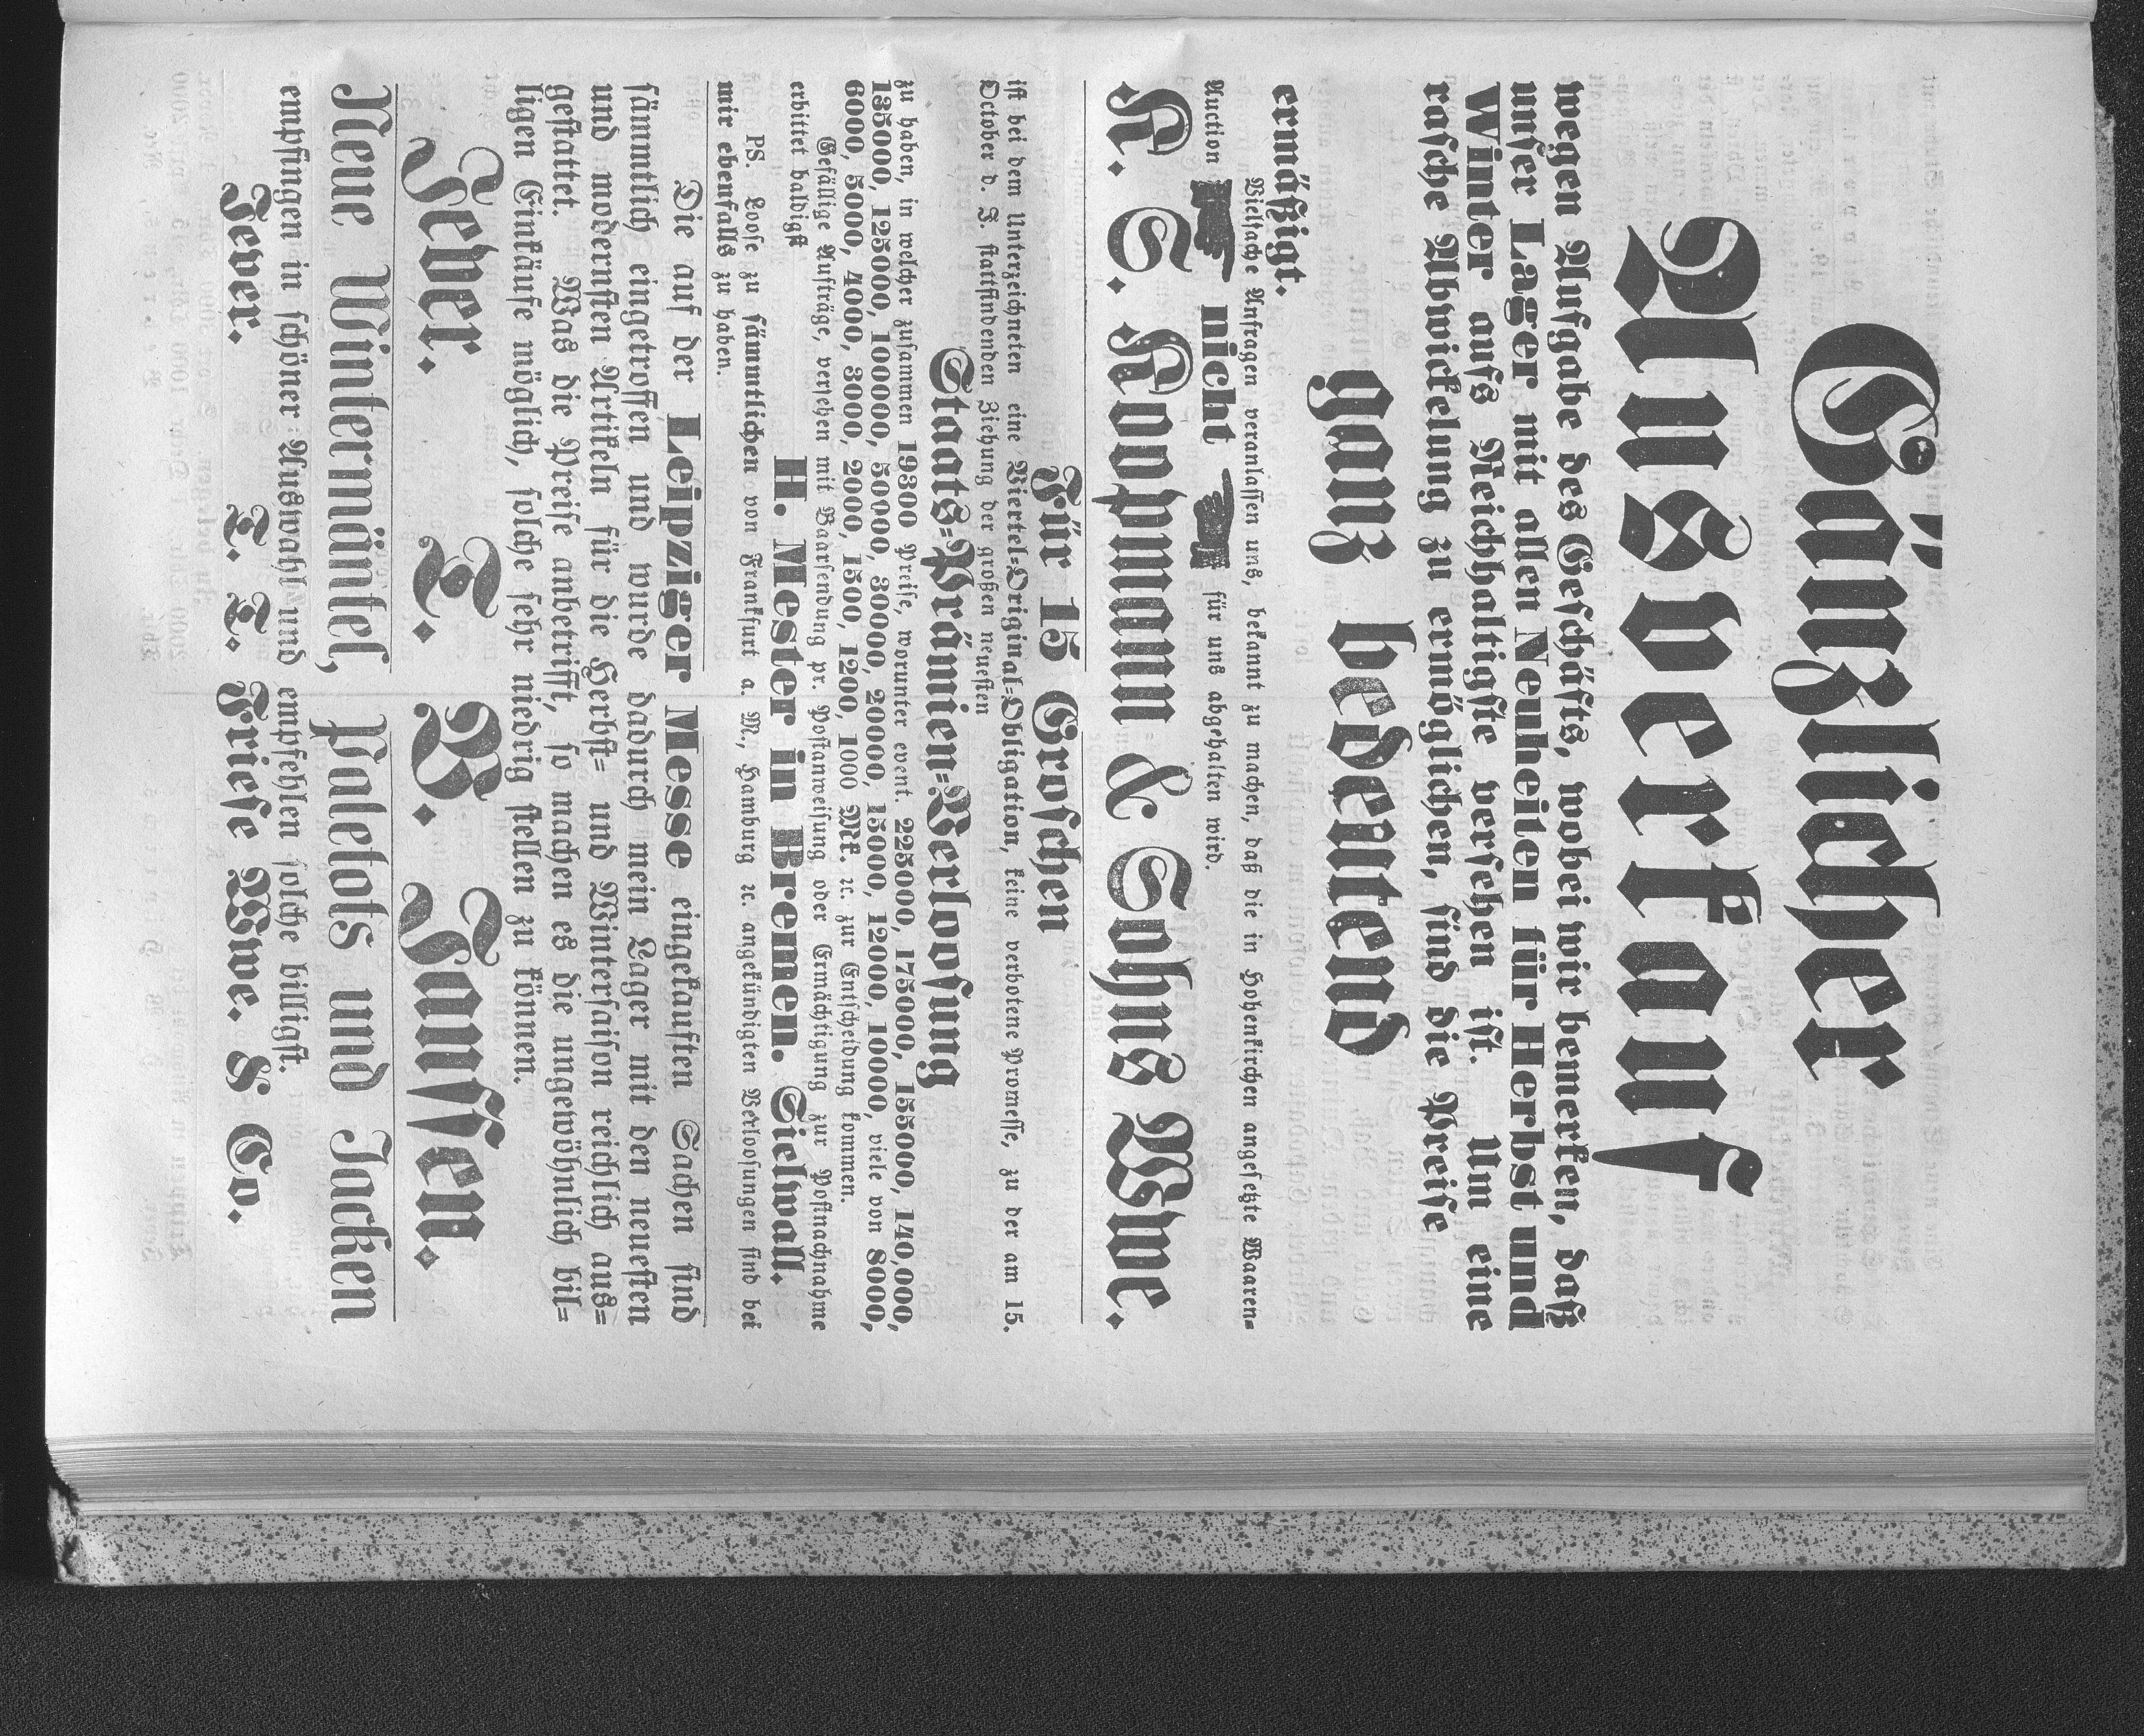 Gänzlicher
Ausverkauf
wegen Aufgabe des Geschäfts, wobei wir bemerken, daß
unser Lager mit allen Neuheiten für Herbst und
Winter aufs Reichhaltigste versehen ist. Um eine
rasche Abwickelung zu ermöglichen, sind die Preise
ganz bedeutend
ermäßigt.
Vielfache Anfragen veranlassen uns, bekannt zu machen, daß die in Hohenkirchen angesetzte Waaren-
Auction nicht für uns abgehalten wird.
K. S. Koopmann & Sohns Wwe.
Für 15 Groschen
ist bei dem Unterzeichneten eine Viertel-Original-Obligation, keine verbotene Promesse, zu der am 15.
October d. J. stattfindenden Ziehung der großen neuesten
Staats-Prämien-Verloosung
zu haben, in welcher zusammen 19300 Preise, worunter event. 225000, 175000, 155000, 140,000,
135000, 125000, 100000, 50000, 30000, 20000, 15000, 12000, 10000, viele von 8000,
6000, 5000, 4000, 3000, 2000, 1500, 1200, 1000 Mk. ꝛc. zur Entscheidung kommen.
Gefällige Aufträge, versehen mit Baarsendung pr. Postanweisung oder Ermächtigung zur Postnachnahme
erbittet baldigst
H. Mester in Bremen. Sielwall.
PS. Loose zu sämmtlichen von Frankfurt a. M., Hamburg ꝛc angekündigten Verloosungen sind bei
mir ebenfalls zu haben.
Die auf der Leipziger Messe eingekauften Sachen sind
sämmtlich eingetroffen und wurde dadurch mein Lager mit den neuesten
und modernsten Artikeln für die Herbst- und Wintersaison reichlich aus-
gestattet. Was die Preise anbetrifft, so machen es die ungewöhnlich bil-
ligen Einkäufe möglich, solche sehr niedrig stellen zu können.
Jever. T. B. Janssen.
Neue Wintermäntel, Paletots und Jacken
empfingen in schöner Auswahl und empfehlen solche billigst.
Jever. J. J. Friese Wwe. & Co.